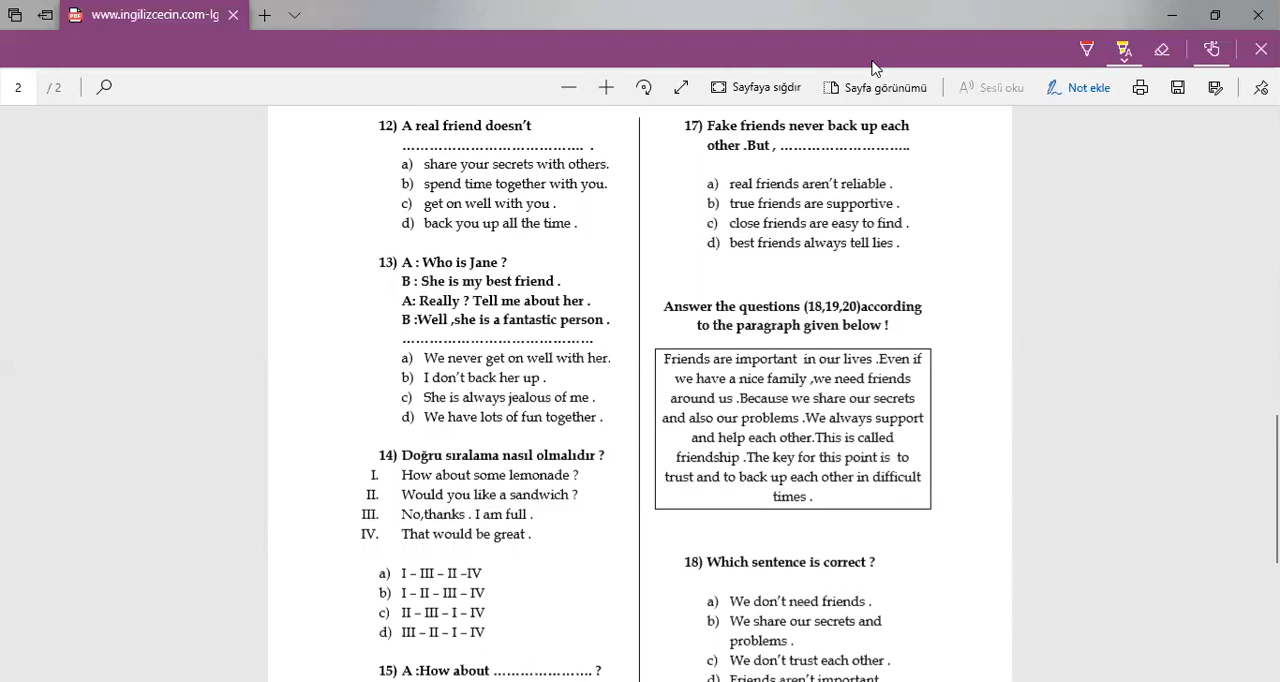 www.ingilizcecin.com-lg
2 / 2
Sayfaya sığdır
Sayfa görünümü
Sesli oku
Not ekle
12) A real friend doesn't
………………………………… .
a) share your secrets with others.
b) spend time together with you.
c) get on well with you .
d) back you up all the time .
13) A : Who is Jane ?
B : She is my best friend .
A: Really ? Tell me about her .
B :Well ,she is a fantastic person .
……………………………………
a) We never get on well with her.
b) I don't back her up .
c) She is always jealous of me .
d) We have lots of fun together .
14) Doğru sıralama nasıl olmalıdır ?
I. How about some lemonade ?
II. Would you like a sandwich ?
III. No,thanks . I am full .
IV. That would be great .
a) I – III – II –IV
b) I – II – III – IV
c) II – III – I – IV
d) III – II – I – IV
15) A :How about …………………. ?
17) Fake friends never back up each
other .But , ………………………..
a) real friends aren't reliable .
b) true friends are supportive .
c) close friends are easy to find .
d) best friends always tell lies .
Answer the questions (18,19,20)according
to the paragraph given below !
Friends are important in our lives .Even if
we have a nice family ,we need friends
around us .Because we share our secrets
and also our problems .We always support
and help each other.This is called
friendship .The key for this point is to
trust and to back up each other in difficult
times .
18) Which sentence is correct ?
a) We don't need friends .
b) We share our secrets and
problems .
c) We don't trust each other .
d) Friends aren't important